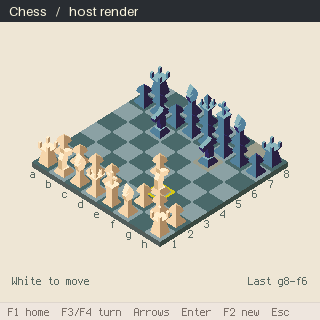 Chess / host render
a b c d e f g h
1 2 3 4 5 6 7 8
White to move
Last g8-f6
F1 home F3/F4 turn Arrows Enter F2 new Esc